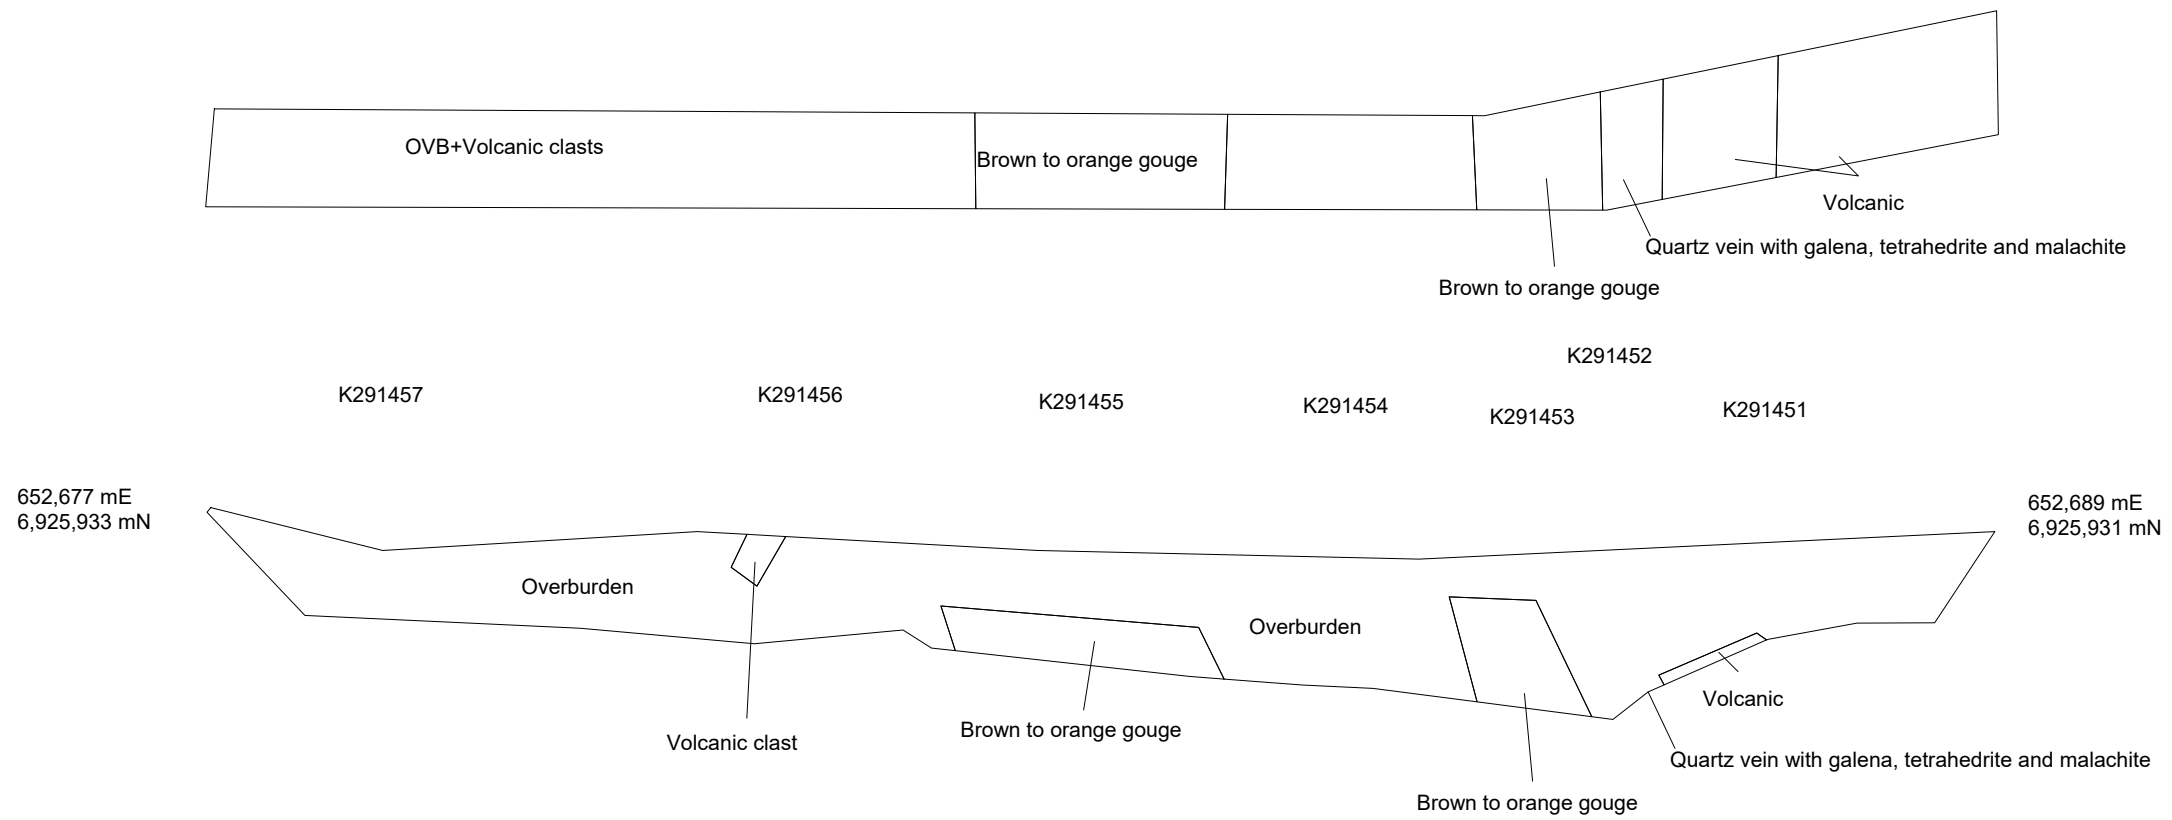 OVB+Volcanic clasts
Brown to orange gouge
Volcanic
Quartz vein with galena, tetrahedrite and malachite
Brown to orange gouge
K291452
K291457
K291456
K291455
K291454
K291453
K291451
652,677 mE
6,925,933 mN
652,689 mE
6,925,931 mN
Overburden
Overburden
Volcanic
Brown to orange gouge
Volcanic clast
Quartz vein with galena, tetrahedrite and malachite
Brown to orange gouge